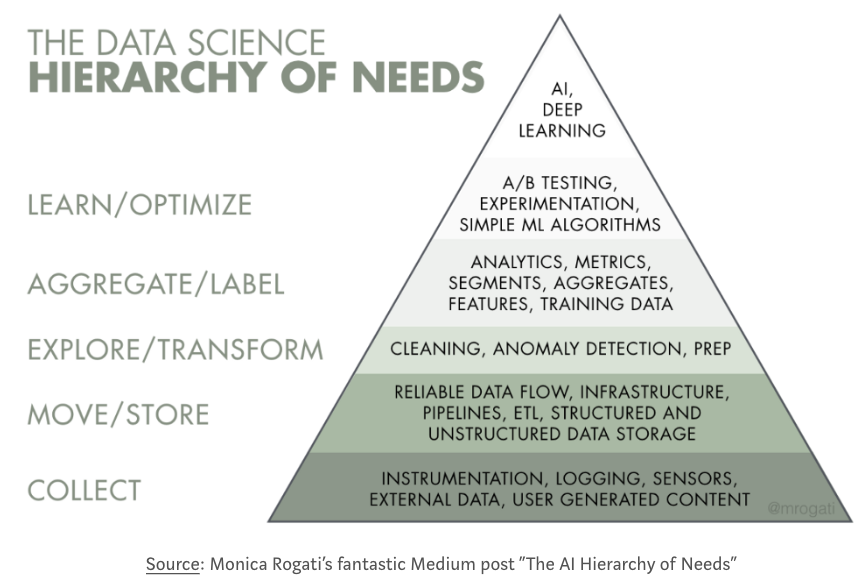 THE DATA SCIENCE
HIERARCHY OF NEEDS
AI,
DEEP
LEARNING
LEARN/OPTIMIZE
A/B TESTING,
EXPERIMENTATION,
SIMPLE ML ALGORITHMS
AGGREGATE/LABEL
ANALYTICS, METRICS,
SEGMENTS, AGGREGATES,
FEATURES, TRAINING DATA
EXPLORE/TRANSFORM
CLEANING, ANOMALY DETECTION, PREP
MOVE/STORE
RELIABLE DATA FLOW, INFRASTRUCTURE,
PIPELINES, ETL, STRUCTURED AND
UNSTRUCTURED DATA STORAGE
COLLECT
INSTRUMENTATION, LOGGING, SENSORS,
EXTERNAL DATA, USER GENERATED CONTENT
@mrogati
Source: Monica Rogati's fantastic Medium post "The AI Hierarchy of Needs"